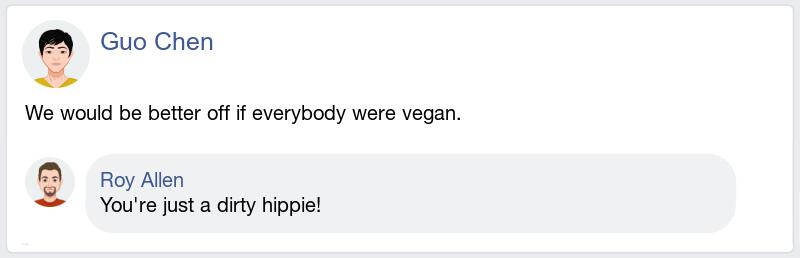 Guo Chen
We would be better off if everybody were vegan.
Roy Allen
You're just a dirty hippie!